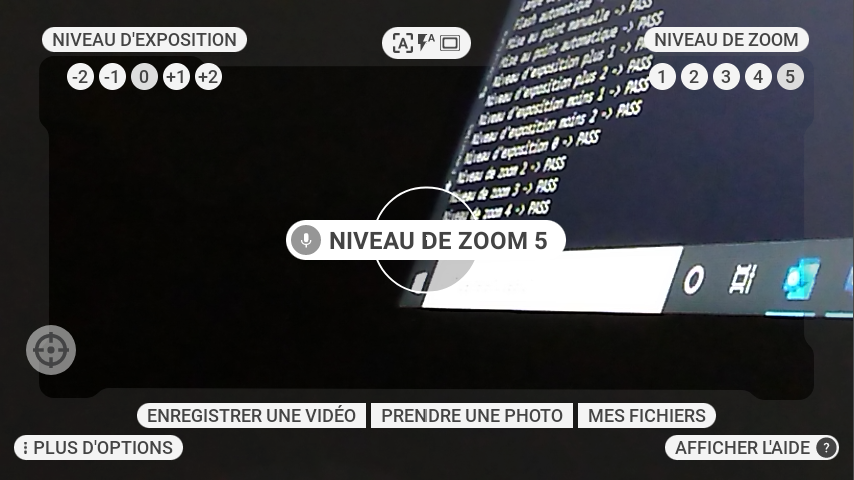 NIVEAU D'EXPOSITION
-2 -1 0 +1 +2
A A
NIVEAU DE ZOOM
1 2 3 4 5
Flash automatique -> PASS
mise au point manuelle -> PASS
mise au point automatique -> PASS
Niveau d'exposition plus 1 -> PASS
Niveau d'exposition plus 2 -> PASS
Niveau d'exposition moins 1 -> PASS
Niveau d'exposition moins 2 -> PASS
Niveau d'exposition 0 -> PASS
Niveau de zoom 2 -> PASS
Niveau de zoom 3 -> PASS
de zoom 4 -> PASS
NIVEAU DE ZOOM 5
ENREGISTRER UNE VIDÉO
PRENDRE UNE PHOTO
MES FICHIERS
PLUS D'OPTIONS
AFFICHER L'AIDE ?